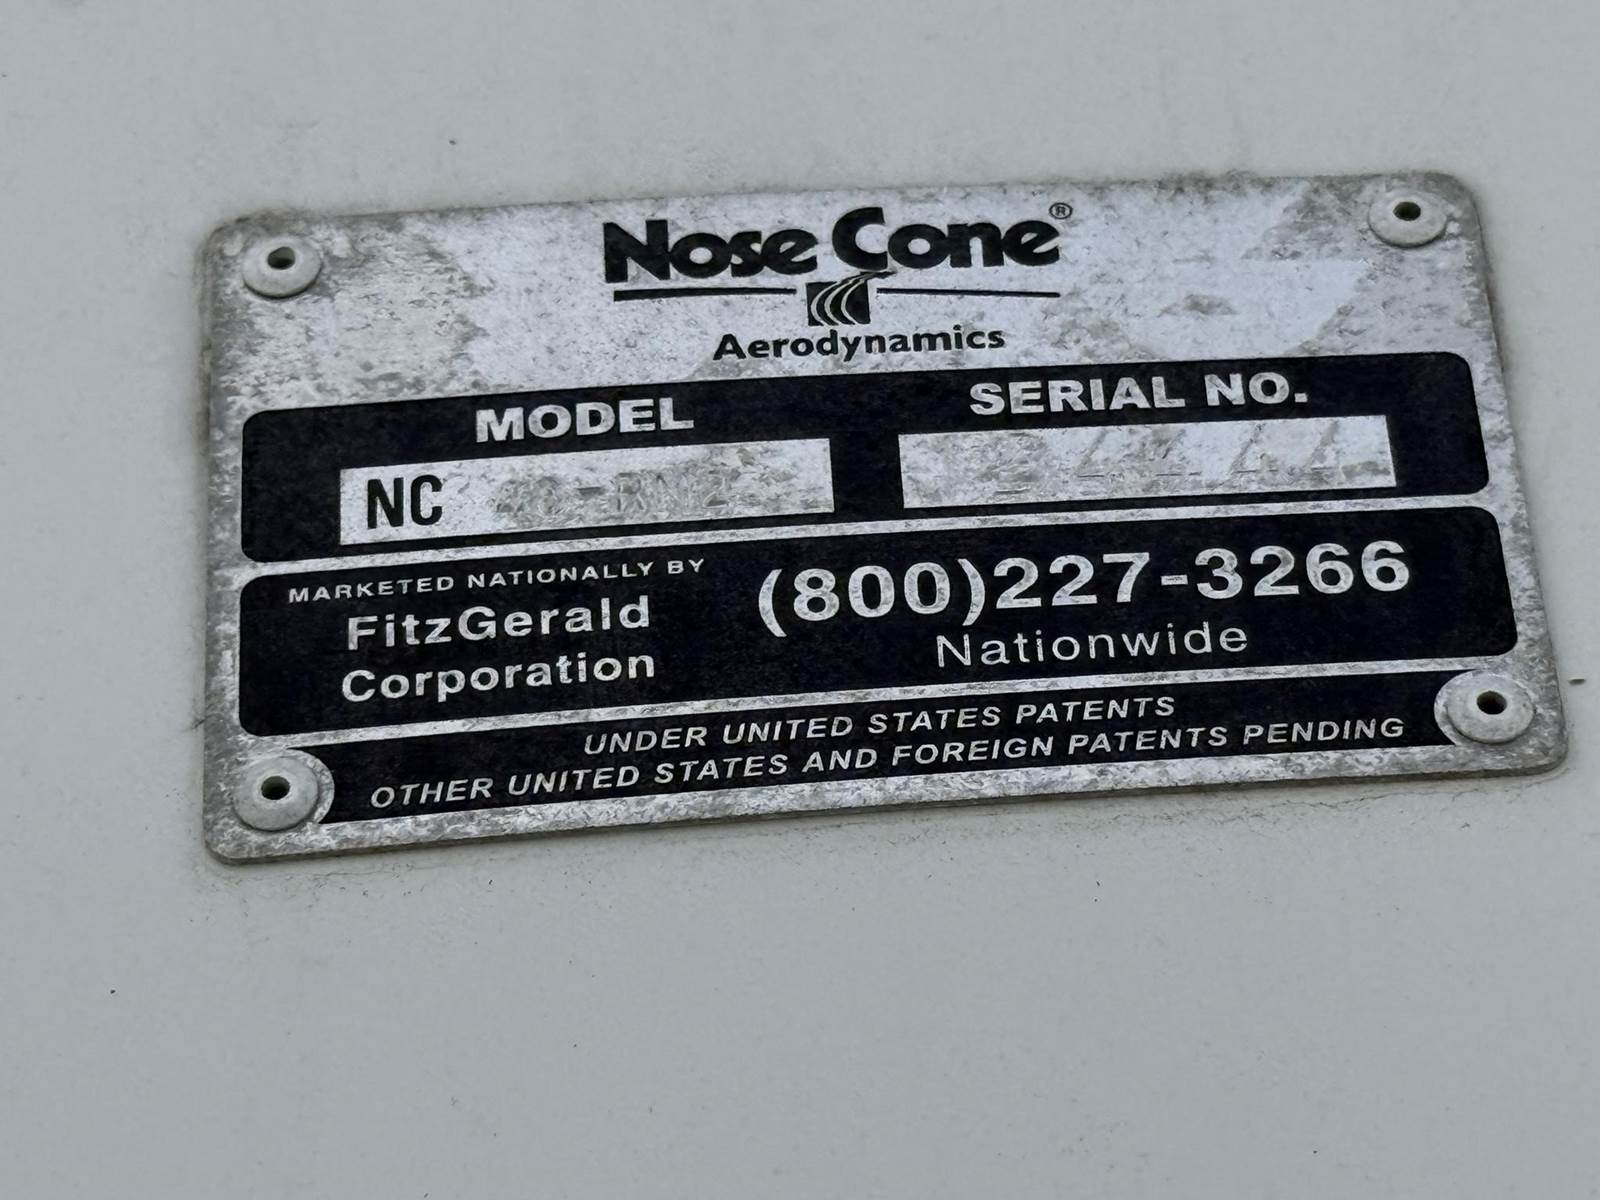 Nose Cone®
Aerodynamics
MODEL
SERIAL NO.
NC
MARKETED NATIONALLY BY
FitzGerald
Corporation
(800)227-3266
Nationwide
UNDER UNITED STATES PATENTS
OTHER UNITED STATES AND FOREIGN PATENTS PENDING